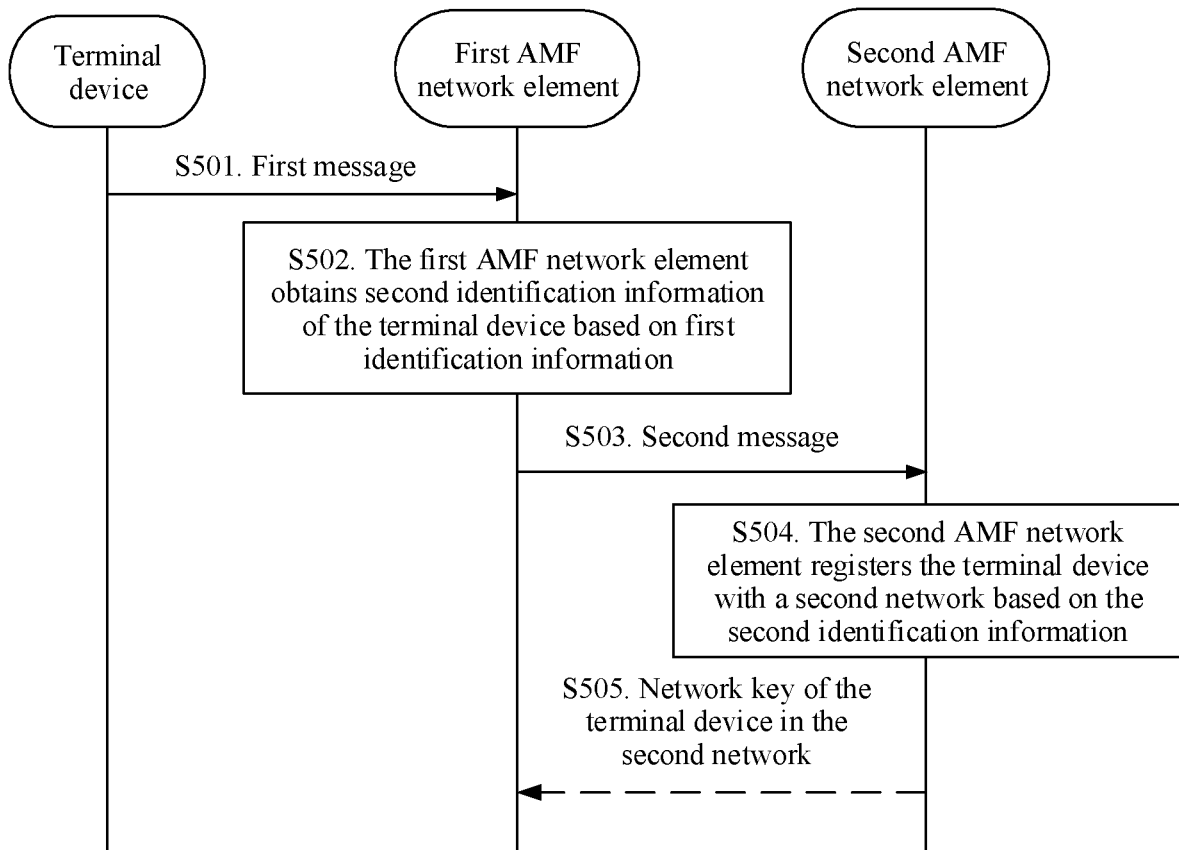 Terminal
device
First AMF
network element
Second AMF
network element
S501. First message
S502. The first AMF network element
obtains second identification information
of the terminal device based on first
identification information
S503. Second message
S504. The second AMF network
element registers the terminal device
with a second network based on the
second identification information
S505. Network key of the
terminal device in the
second network